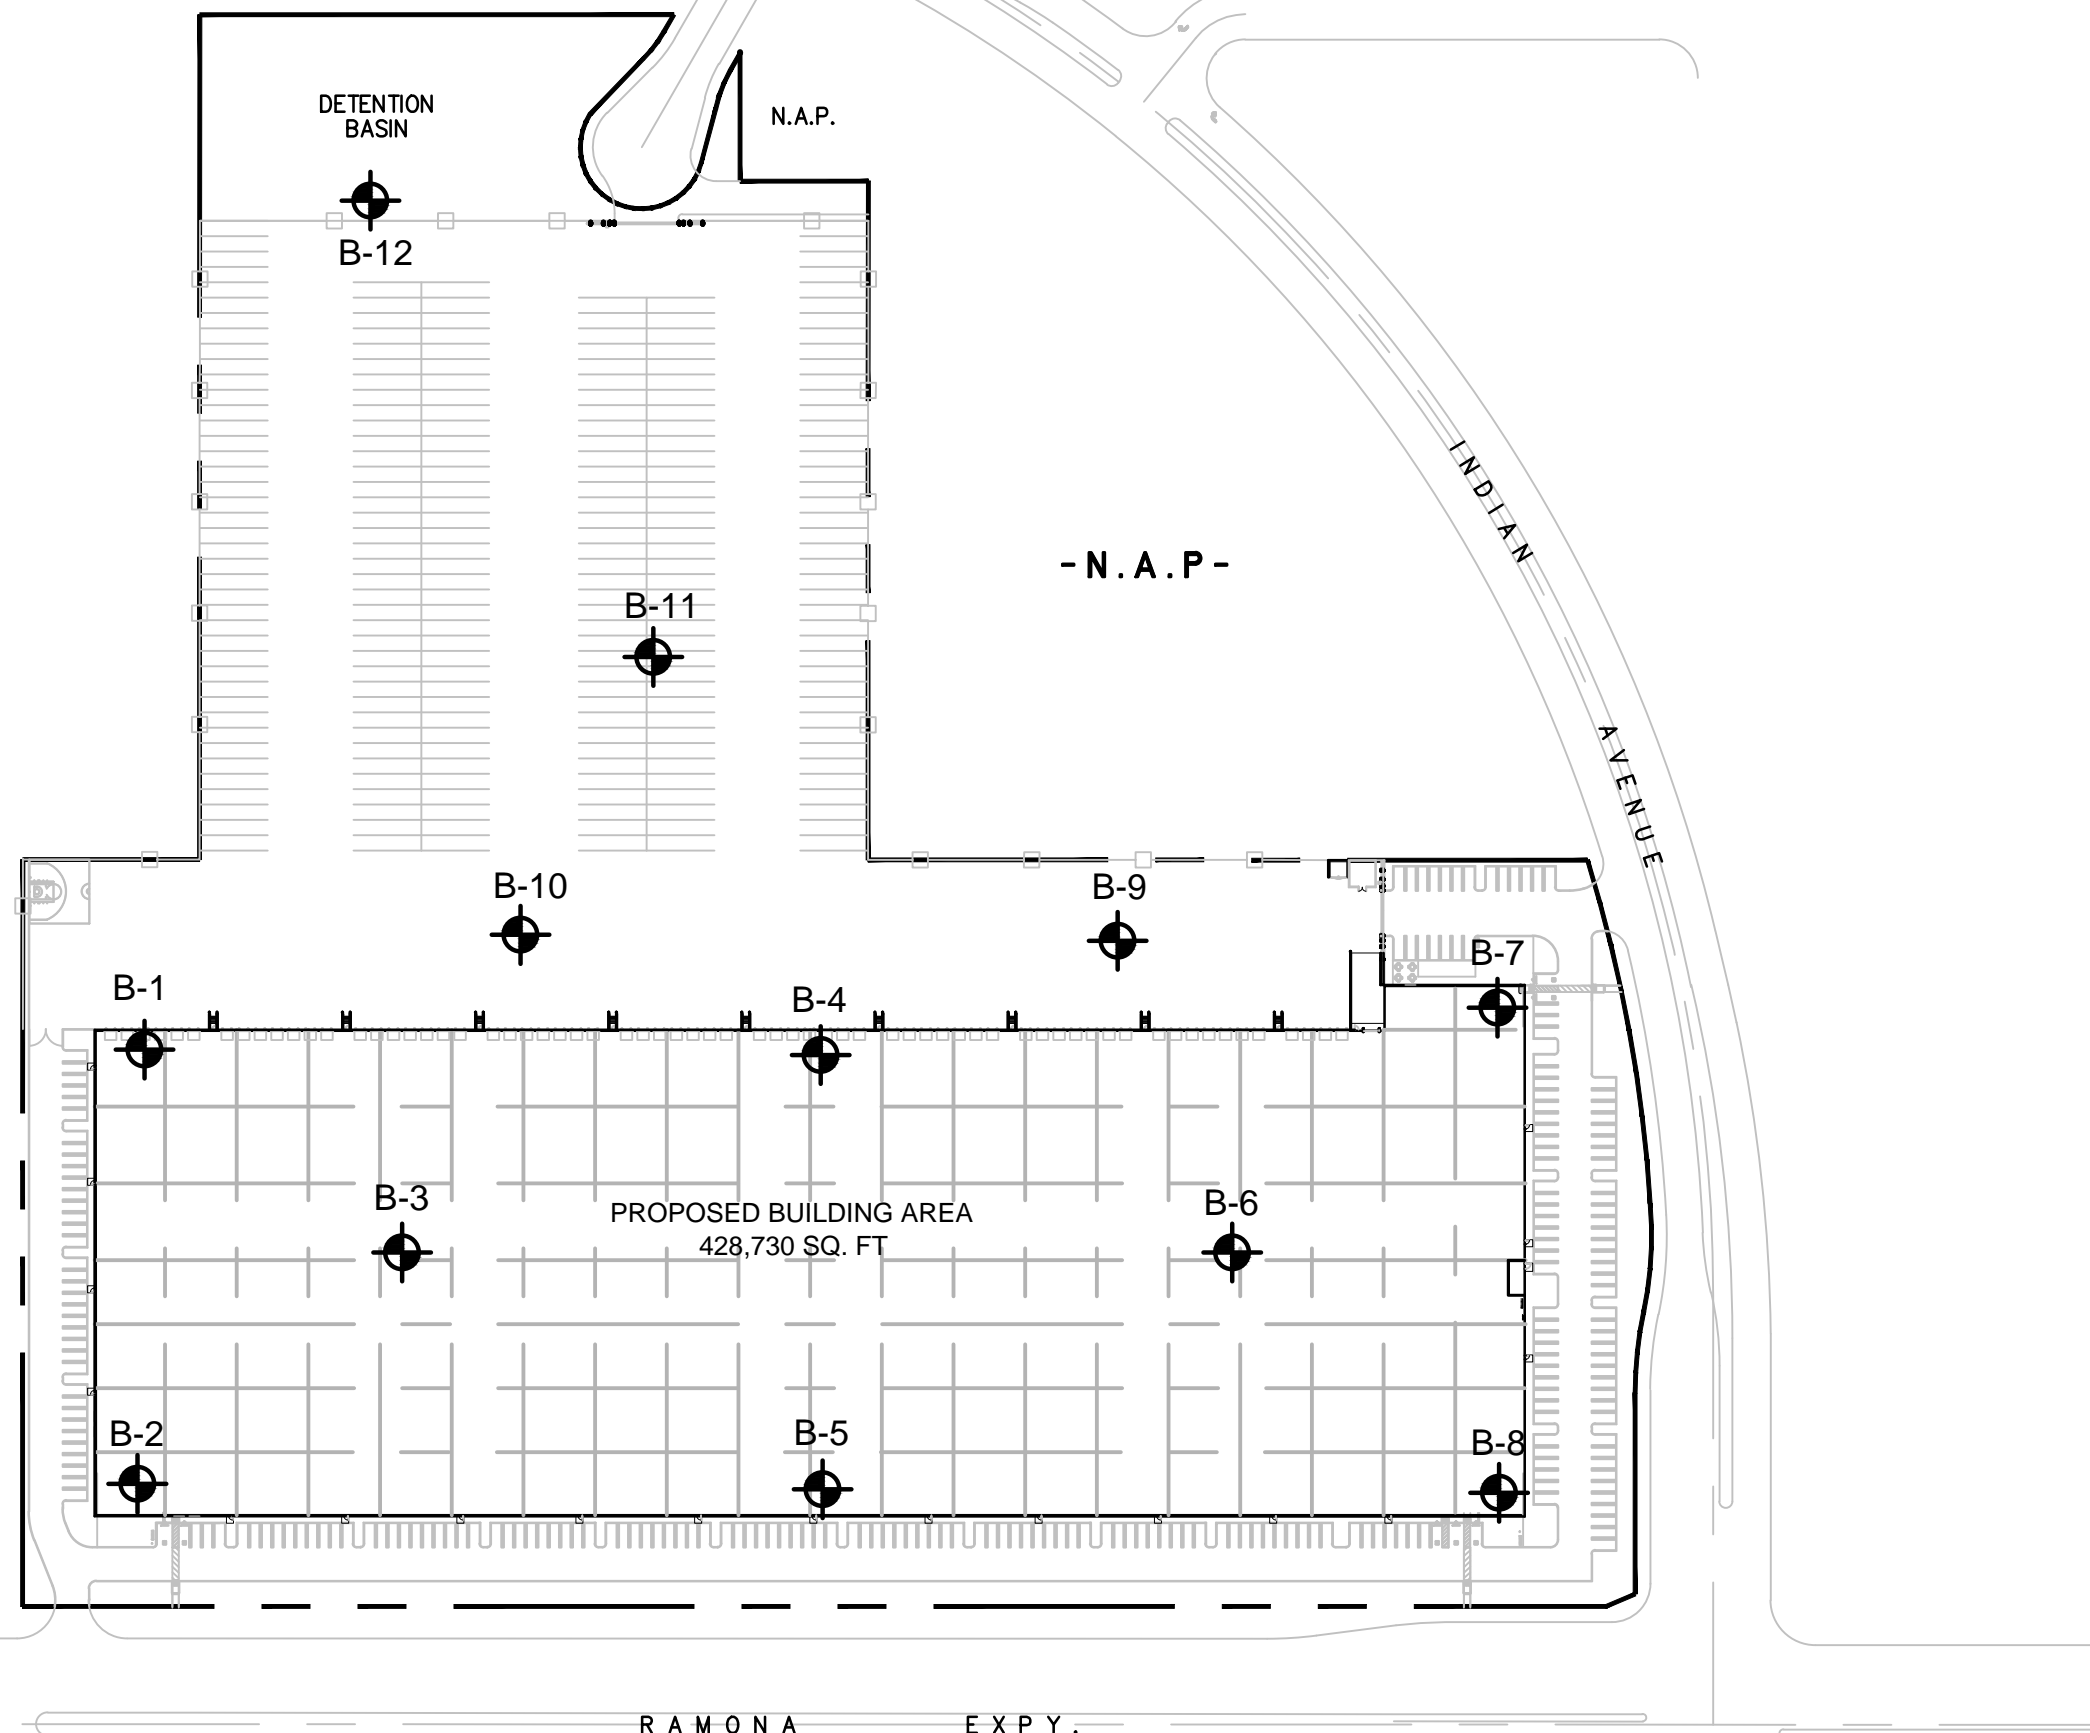 DETENTION
BASIN
N.A.P.
B-12
INDIAN AVENUE
-N.A.P-
B-11
B-10
B-9
B-7
B-1
B-4
B-3
B-6
PROPOSED BUILDING AREA
428,730 SQ. FT
B-2
B-5
B-8
RAMONA EXPY.